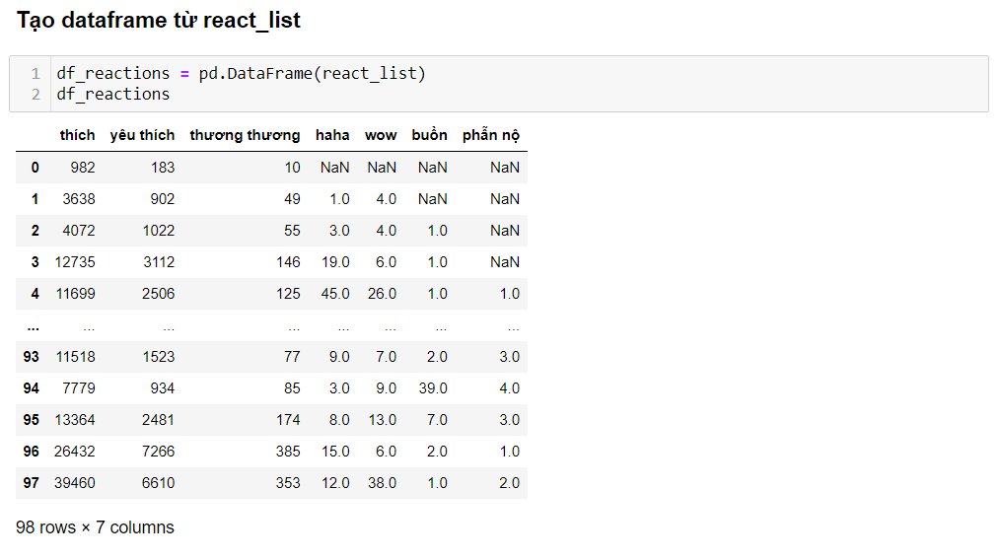 Tạo dataframe từ react_list
1 df_reactions = pd.DataFrame(react_list)
2 df_reactions
thích yêu thích thương thương haha wow buồn phẫn nộ
0 982 183 10 NaN NaN NaN NaN
1 3638 902 49 1.0 4.0 NaN NaN
2 4072 1022 55 3.0 4.0 1.0 NaN
3 12735 3112 146 19.0 6.0 1.0 NaN
4 11699 2506 125 45.0 26.0 1.0 1.0
... ... ... ... ... ... ... ...
93 11518 1523 77 9.0 7.0 2.0 3.0
94 7779 934 85 3.0 9.0 39.0 4.0
95 13364 2481 174 8.0 13.0 7.0 3.0
96 26432 7266 385 15.0 6.0 2.0 1.0
97 39460 6610 353 12.0 38.0 1.0 2.0
98 rows × 7 columns